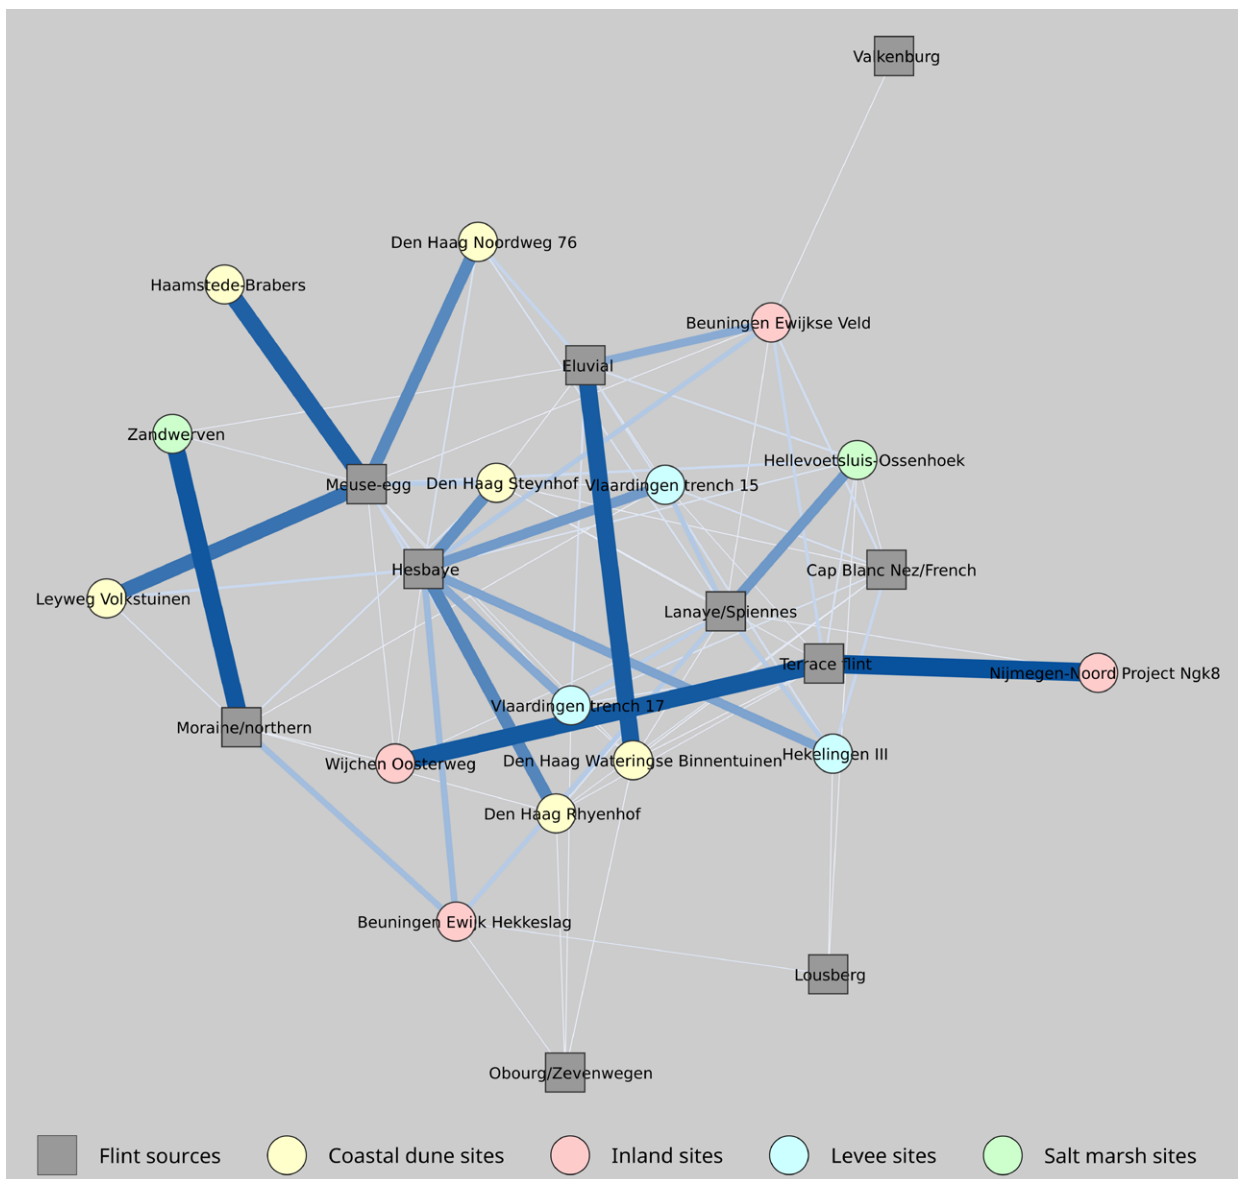 Valkenburg
Den Haag Noordweg 76
Haamstede-Brabers
Beuningen Ewijkse Veld
Eluvial
Zandwerven
Hellevoetsluis-Ossenhoek
Meuse-egg
Den Haag Steynhof
Vlaardingen trench 15
Hesbaye
Cap Blanc Nez/French
Leyweg Volkstuinen
Lanaye/Spiennes
Terrace flint
Nijmegen-Noord Project Ngk8
Vlaardingen trench 17
Moraine/northern
Hekelingen III
Den Haag Wateringse Binnentuinen
Wijchen Oosterweg
Den Haag Rhyenhof
Beuningen Ewijk Hekkeslag
Lousberg
Obourg/Zevenwegen
Flint sources
Coastal dune sites
Inland sites
Levee sites
Salt marsh sites